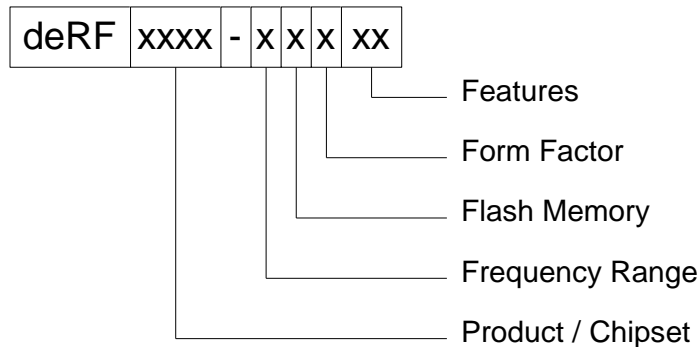 deRF xxxx - x x x xx
Features
Form Factor
Flash Memory
Frequency Range
Product / Chipset